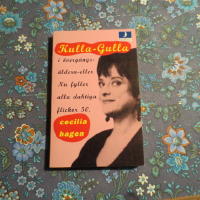 Kulla-Gulla
i övergångs-
åldern-eller
Nu fyller
alla duktiga
flickor 50.
cecilia
hagen